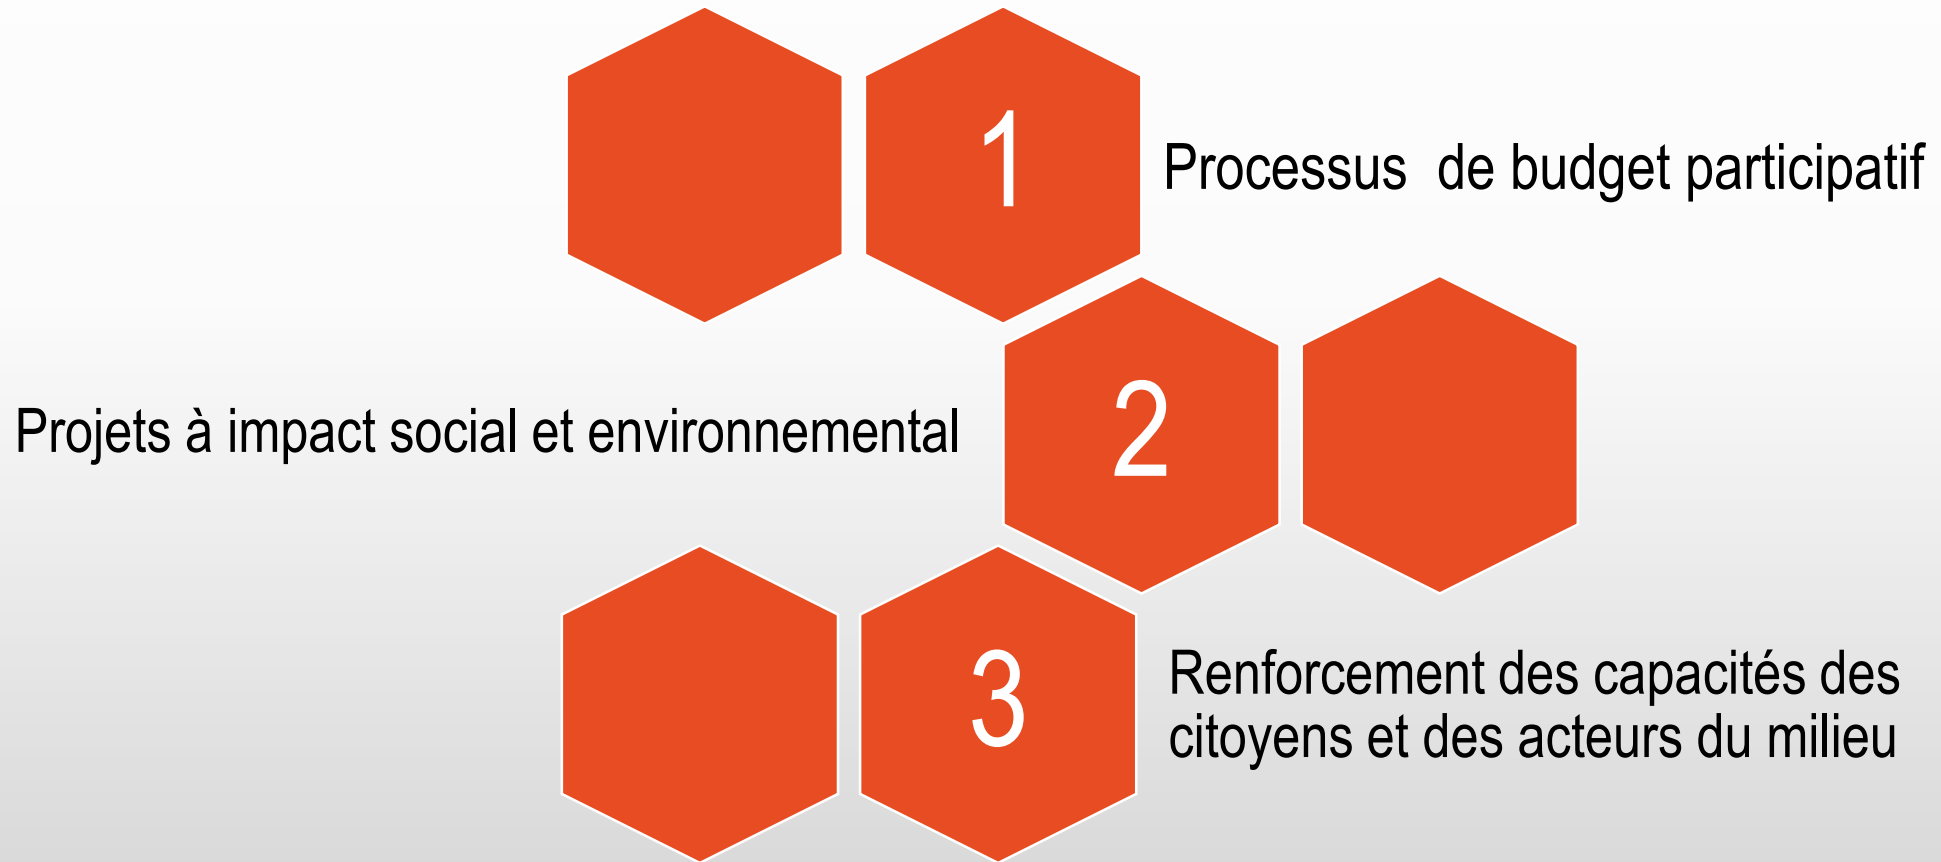 1
Processus de budget participatif
Projets à impact social et environnemental
2
3
Renforcement des capacités des
citoyens et des acteurs du milieu